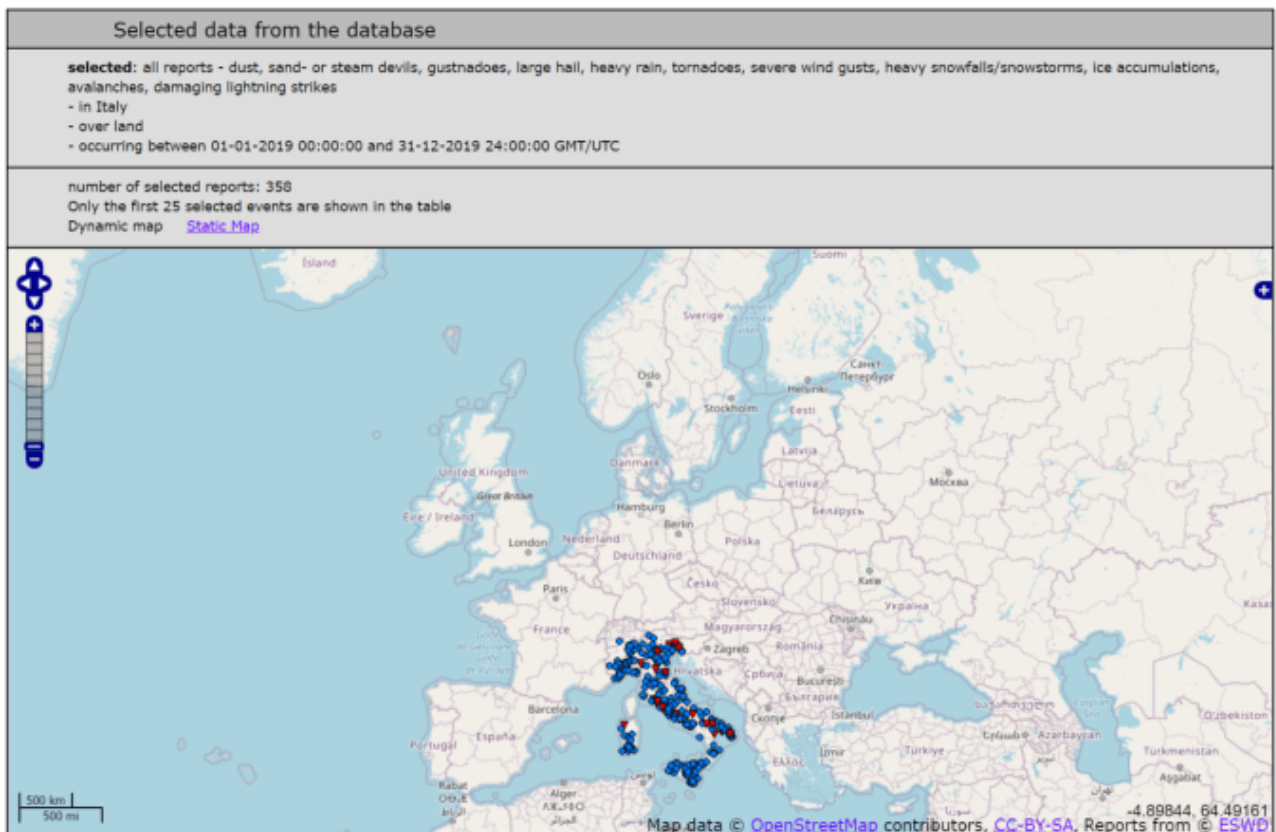 Selected data from the database
selected: all reports - dust, sand- or steam devils, gustnadoes, large hail, heavy rain, tornadoes, severe wind gusts, heavy snowfalls/snowstorms, ice accumulations,
avalanches, damaging lightning strikes
- in Italy
- over land
- occurring between 01-01-2019 00:00:00 and 31-12-2019 24:00:00 GMT/UTC
number of selected reports: 358
Only the first 25 selected events are shown in the table
Dynamic map Static Map
Ísland
Suomi
Sverige
Oslo
Санкт-
Петербург
Helsinki
Stockholm
Eesti
Latvija
Danmark
United Kingdom
Lietuva
Москва
Great Britain
Hamburg
Беларусь
Éire / Ireland
Berlin
London
Nederland
Polska
Deutschland
Київ
Paris
Česko
Україна
Slovensko
Chișinău
France
Magyarország
Zagreb
România
Hrvatska
Србија
București
България
Barcelona
Скопје
İstanbul
Portugal
España
Ελλάς
İzmir
Türkiye
Azərbaycan
O'zbekiston
Türkmenistan
Aşgabat
Rabat
Alger
500 km
500 mi
-4.89844, 64.49161
Map data © OpenStreetMap contributors, CC-BY-SA, Reports from © ESWD